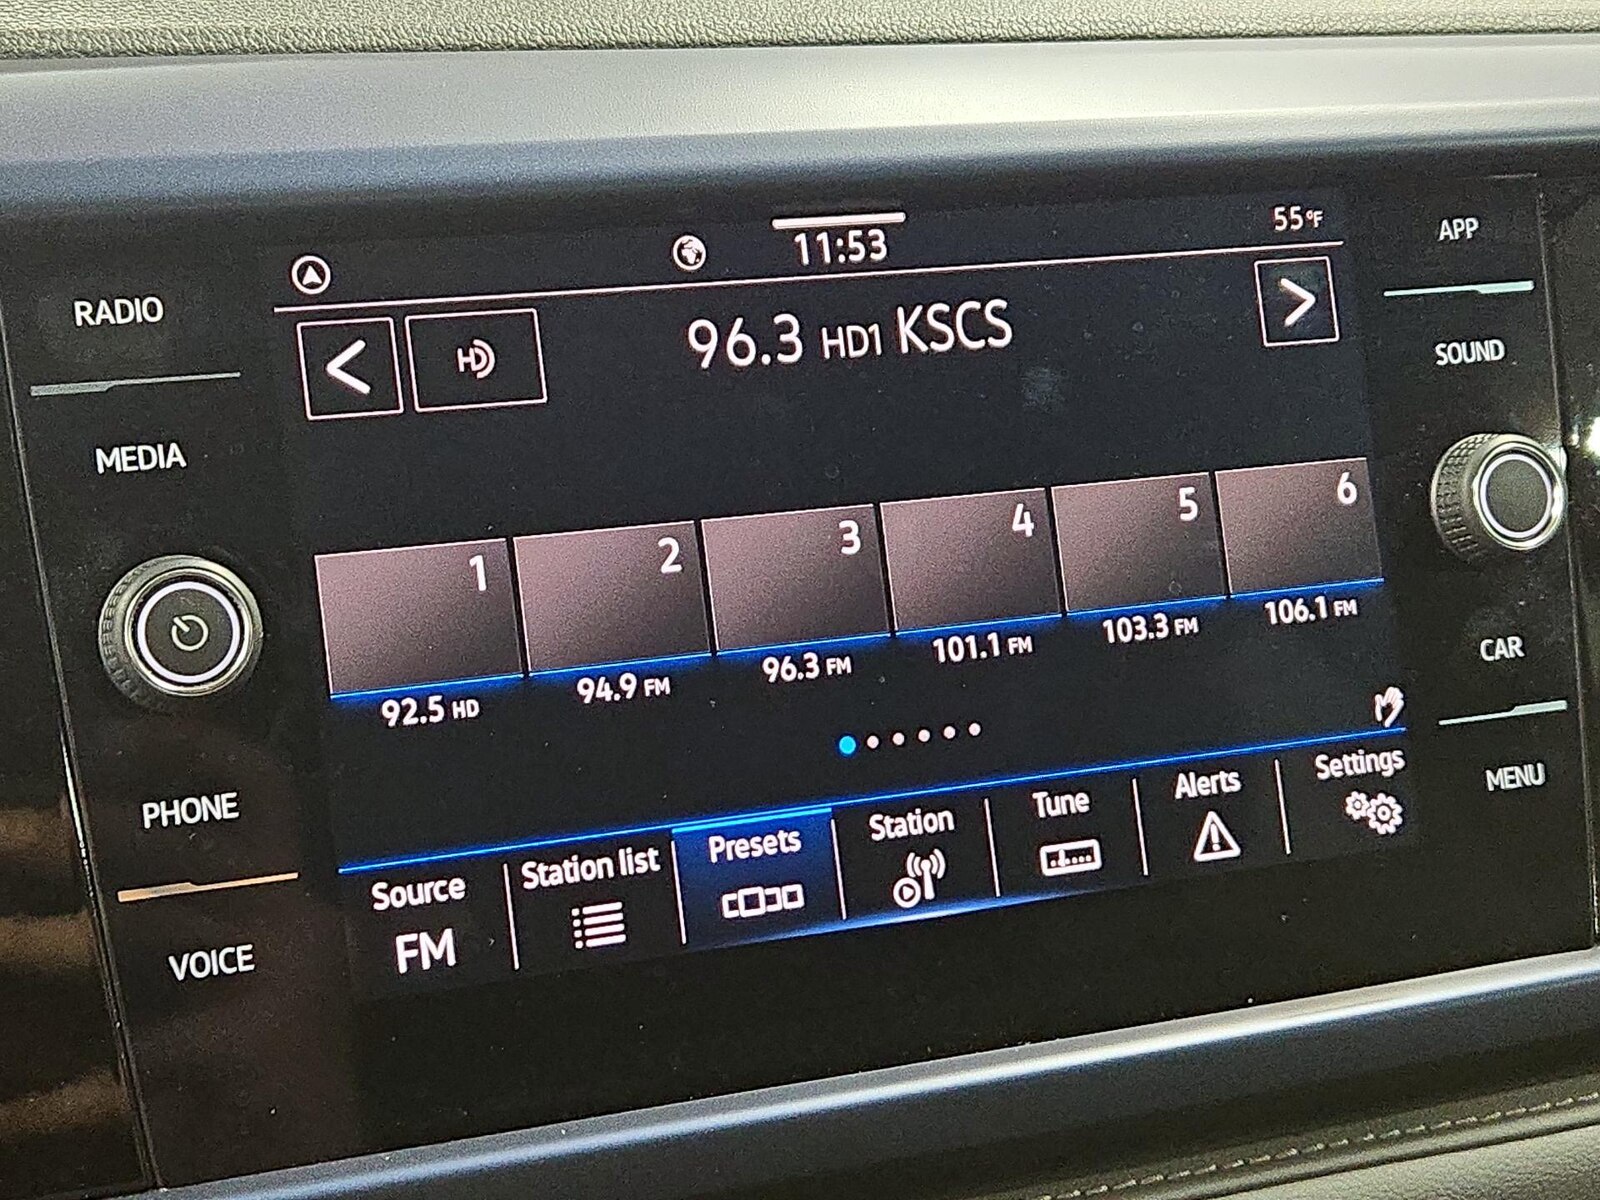 11:53
55°F
HD
96.3 HD1 KSCS
RADIO
MEDIA
PHONE
VOICE
APP
SOUND
CAR
MENU
1
2
3
4
5
6
92.5 HD
94.9 FM
96.3 FM
101.1 FM
103.3 FM
106.1 FM
Source
FM
Station list
Presets
Station
Tune
Alerts
Settings